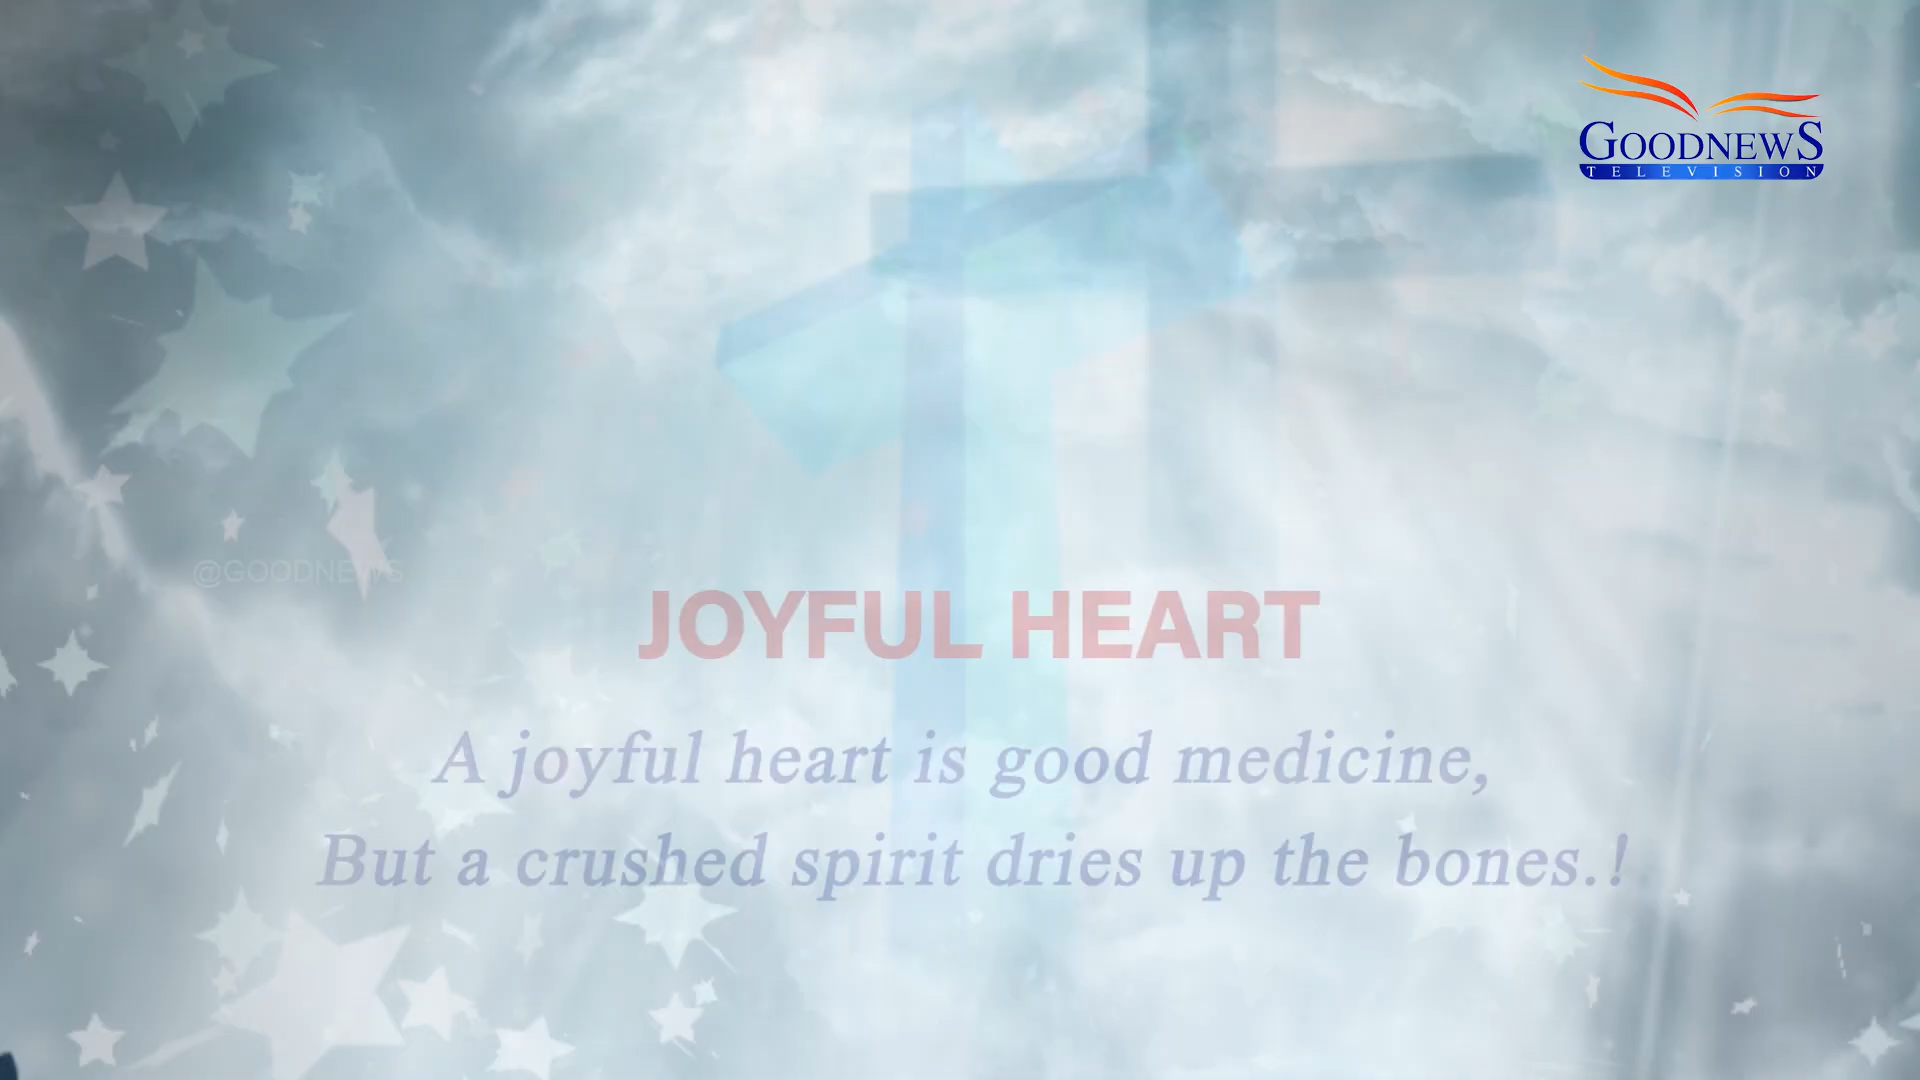 GOODNEWS
TELEVISION
@GOODNEWS
JOYFUL HEART
A joyful heart is good medicine,
But a crushed spirit dries up the bones.!